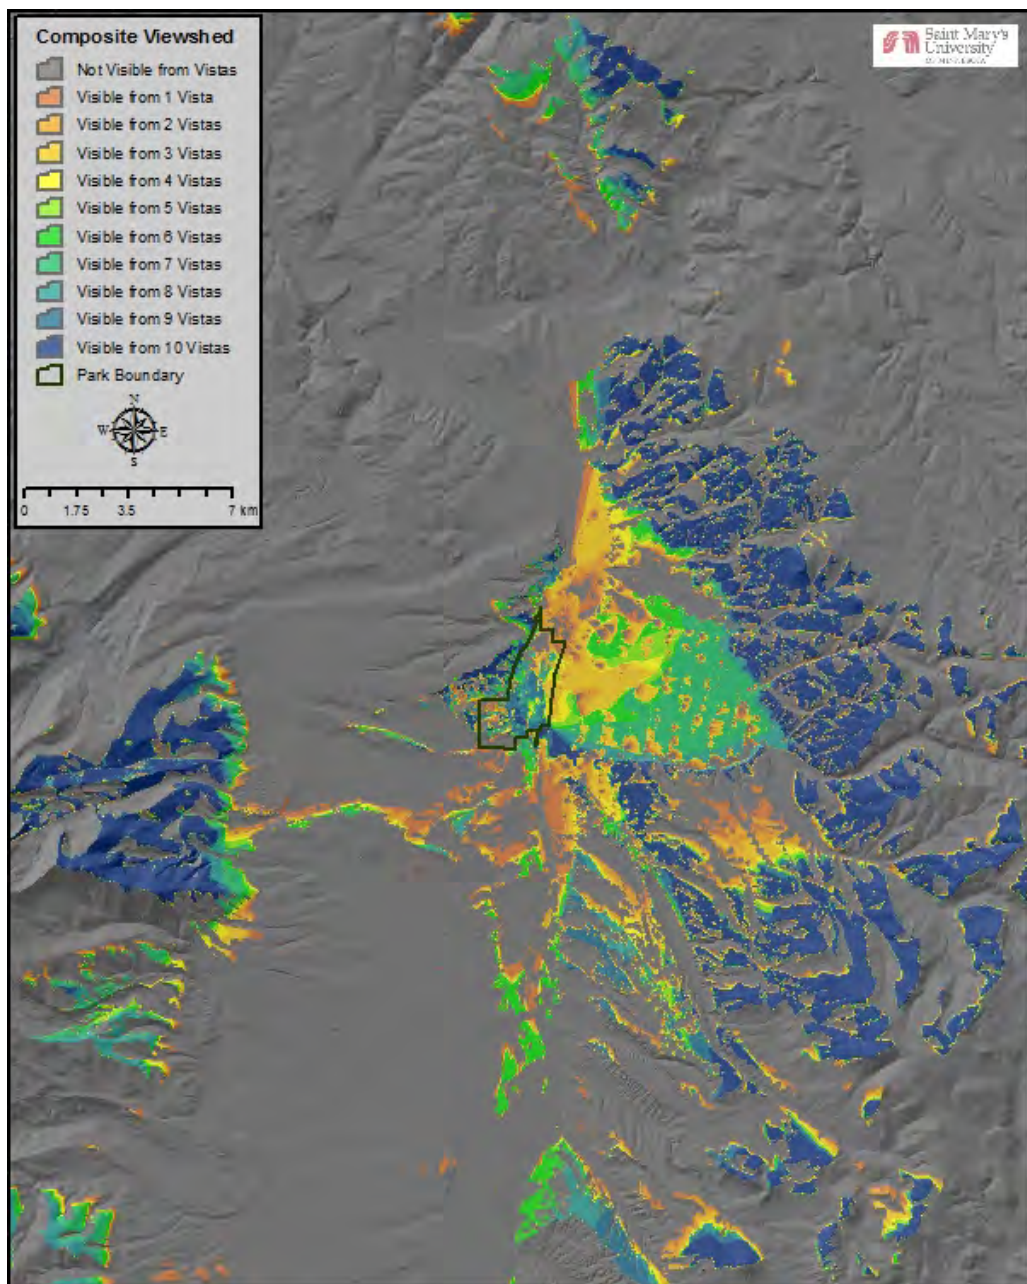 Composite Viewshed
Not Visible from Vistas
Visible from 1 Vista
Visible from 2 Vistas
Visible from 3 Vistas
Visible from 4 Vistas
Visible from 5 Vistas
Visible from 6 Vistas
Visible from 7 Vistas
Visible from 8 Vistas
Visible from 9 Vistas
Visible from 10 Vistas
Park Boundary
N
W E
S
0 1.75 3.5 7 km
Saint Mary's
University
OF MINNESOTA